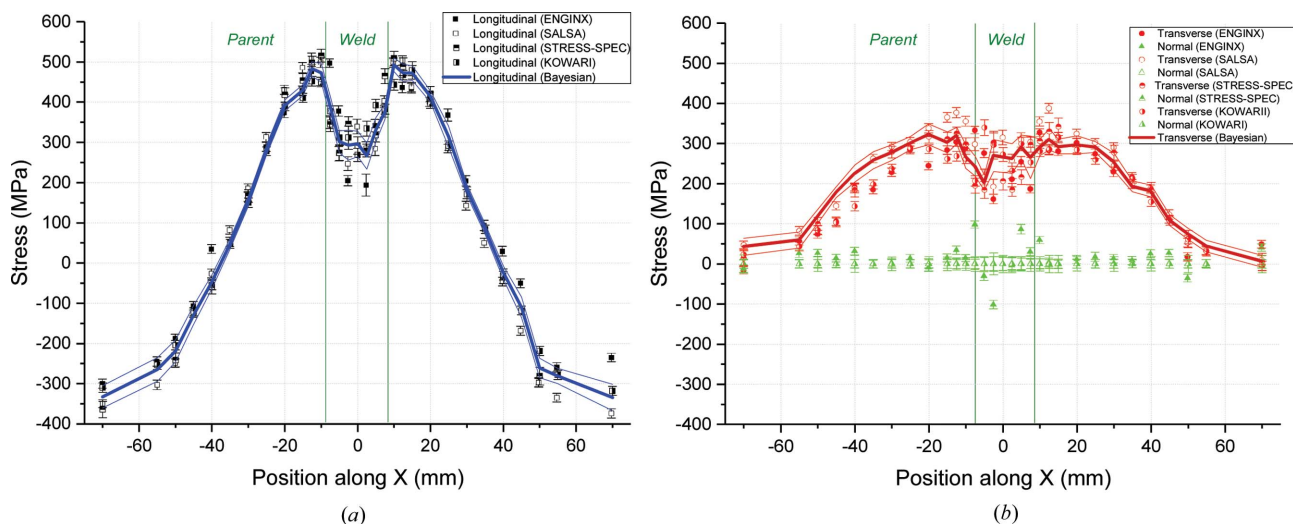 (a)
600
500
400
300
200
100
0
-100
-200
-300
-400
Stress (MPa)
Parent
Weld
Longitudinal (ENGINX)
Longitudinal (SALSA)
Longitudinal (STRESS-SPEC)
Longitudinal (KOWARI)
Longitudinal (Bayesian)
-60 -40 -20 0 20 40 60
Position along X (mm)
(a)
(b)
600
500
400
300
200
100
0
-100
-200
-300
-400
Stress (MPa)
Parent
Weld
Transverse (ENGINX)
Normal (ENGINX)
Transverse (SALSA)
Normal (SALSA)
Transverse (STRESS-SPEC
Normal (STRESS-SPEC)
Transverse (KOWARII)
Normal (KOWARI)
Transverse (Bayesian)
-60 -40 -20 0 20 40 60
Position along X (mm)
(b)